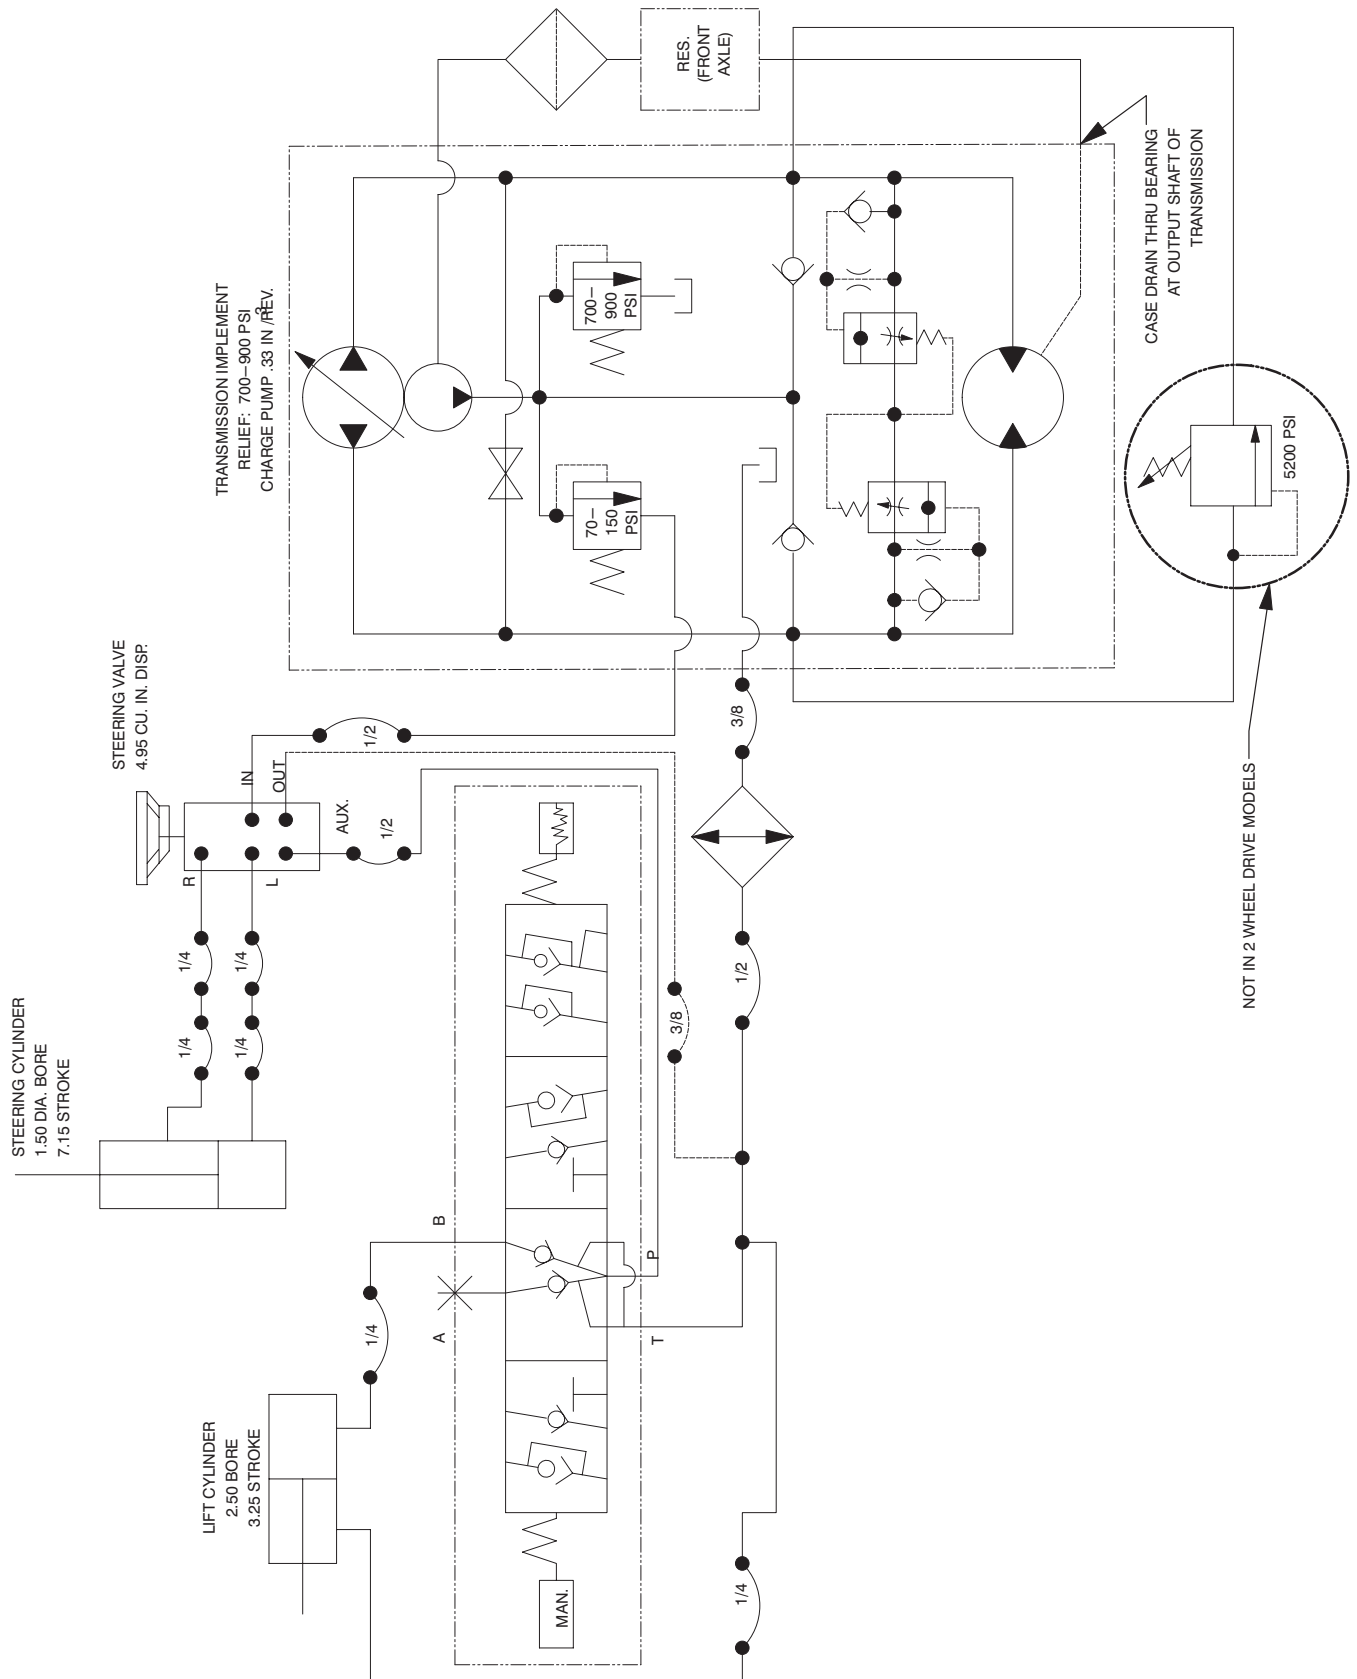 STEERING CYLINDER
1.50 DIA. BORE
7.15 STROKE
STEERING VALVE
4.95 CU. IN. DISP.
R
L
IN
OUT
AUX.
1/4
1/4
1/4
1/4
1/2
1/2
LIFT CYLINDER
2.50 BORE
3.25 STROKE
1/4
A
B
MAN.
T
P
3/8
1/2
3/8
1/4
TRANSMISSION IMPLEMENT
RELIEF: 700–900 PSI
CHARGE PUMP .33 IN 3/REV.
70–
150
PSI
700–
900
PSI
RES.
(FRONT
AXLE)
CASE DRAIN THRU BEARING
AT OUTPUT SHAFT OF
TRANSMISSION
5200 PSI
NOT IN 2 WHEEL DRIVE MODELS